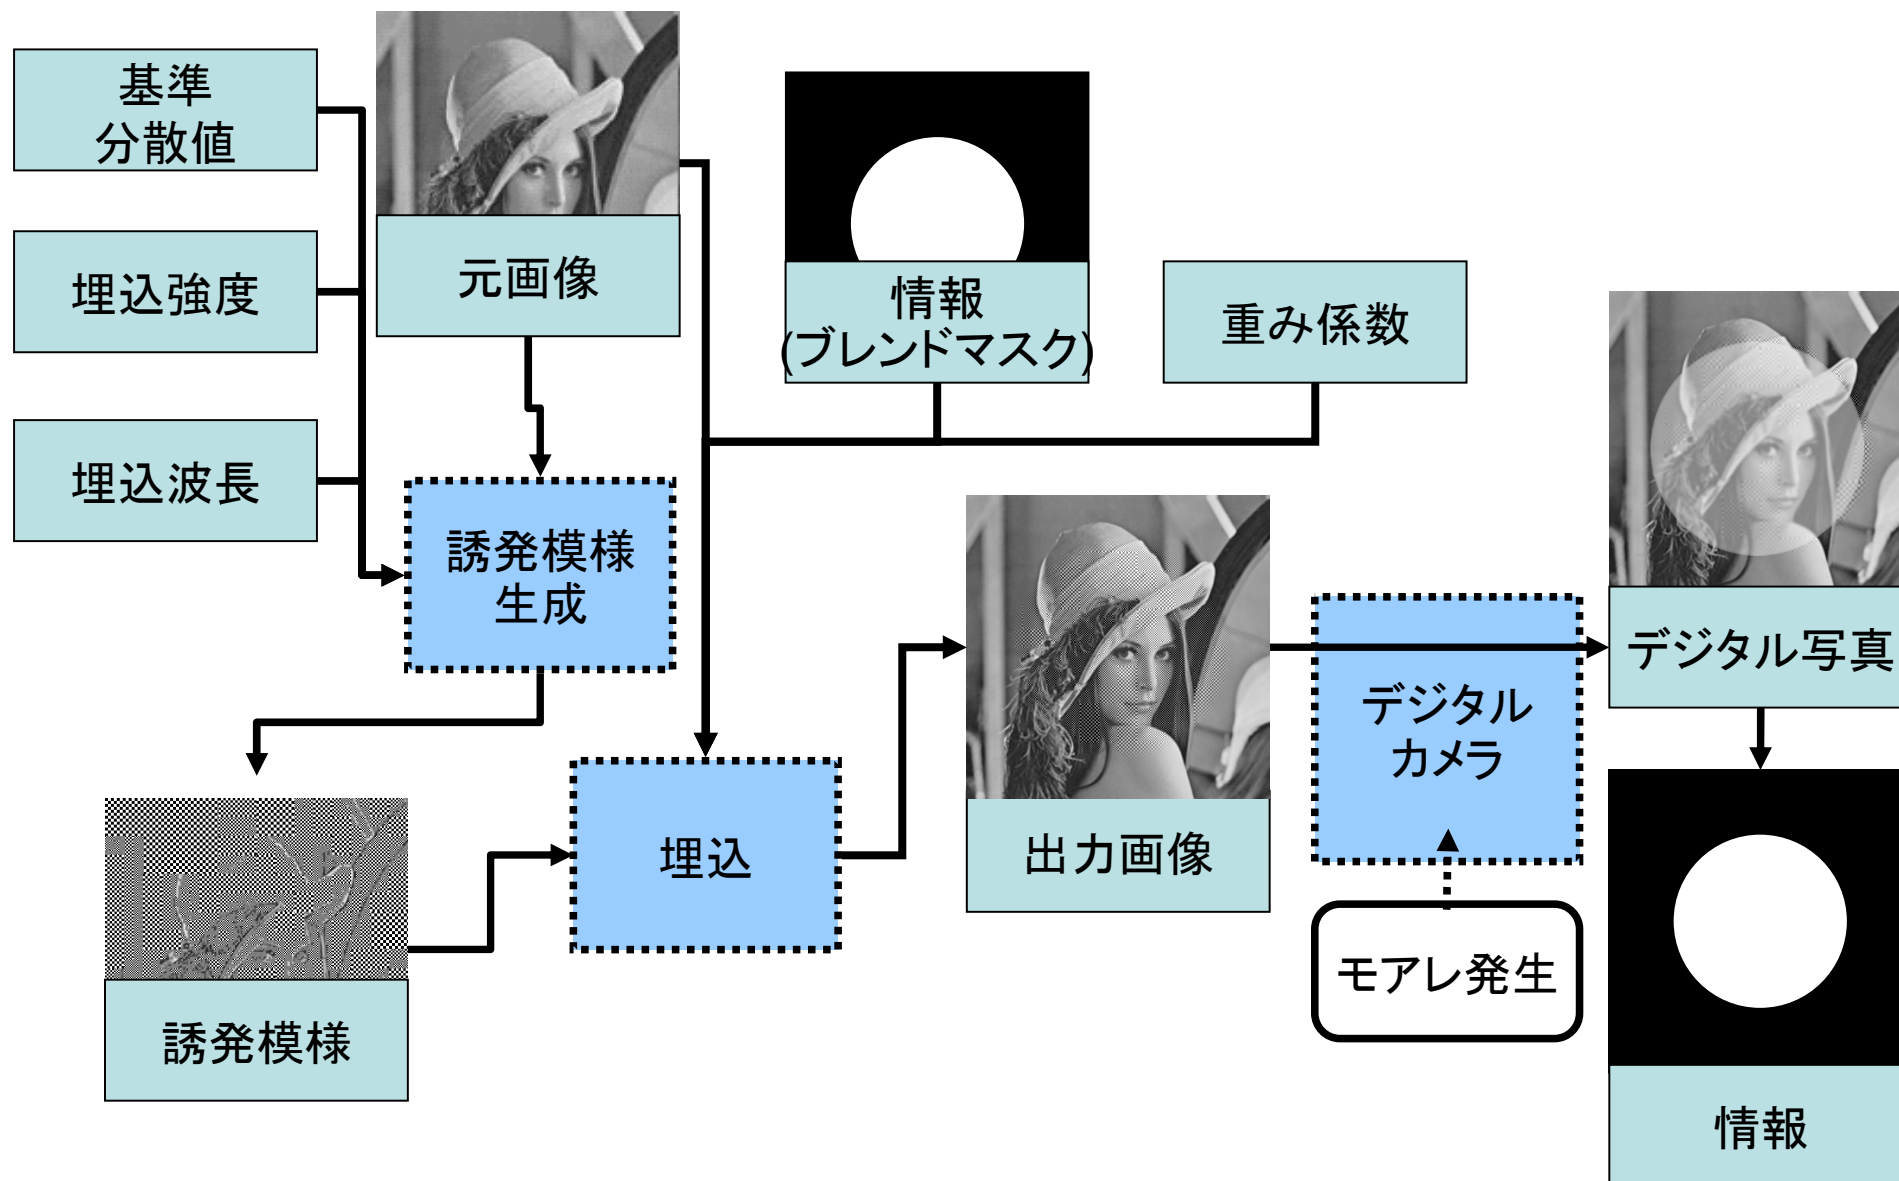 基準
分散値
埋込強度
埋込波長
元画像
情報
(ブレンドマスク)
重み係数
誘発模様
生成
誘発模様
埋込
出力画像
デジタル
カメラ
モアレ発生
デジタル写真
情報